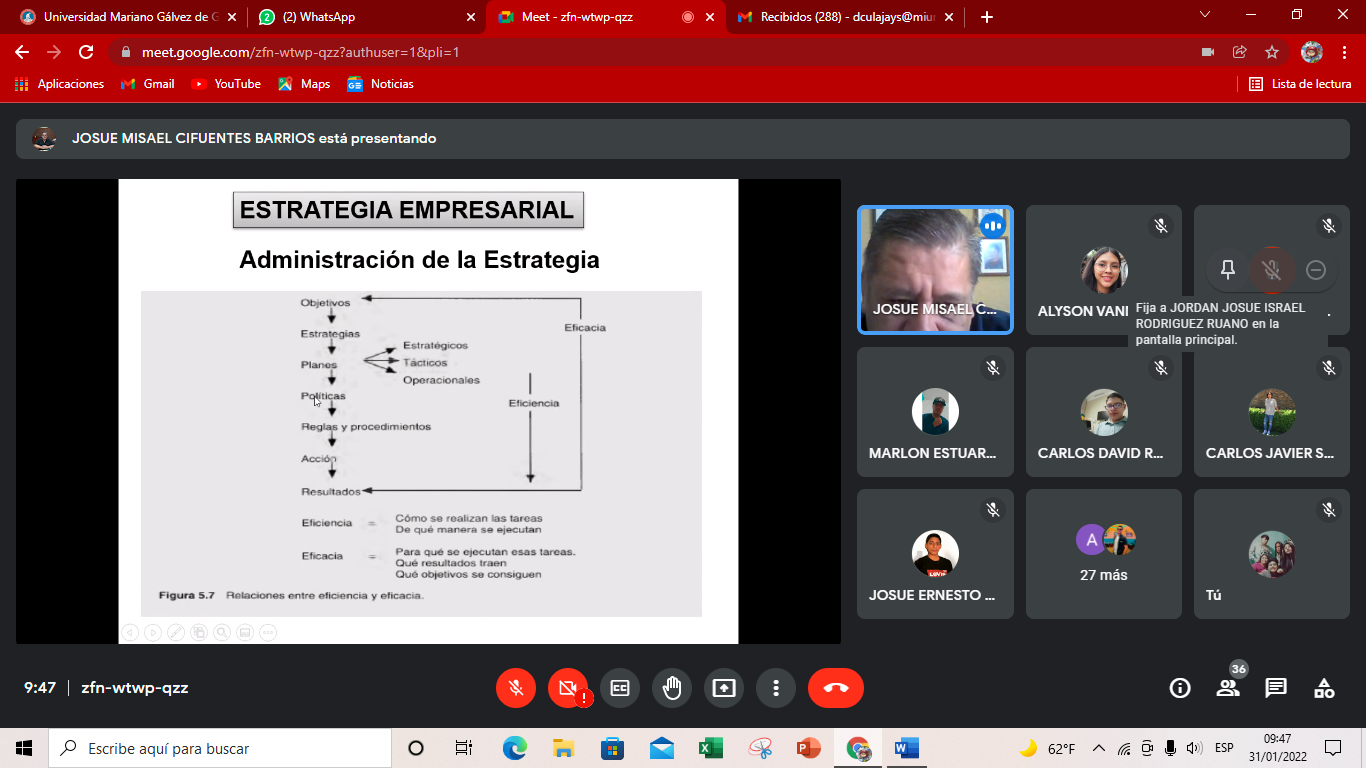 Universidad Mariano Gálvez de G
(2) WhatsApp
Meet - zfn-wtwp-qzz
Recibidos (288) - dculajays@miur
meet.google.com/zfn-wtwp-qzz?authuser=1&pli=1
Aplicaciones
Gmail
YouTube
Maps
Noticias
Lista de lectura
JOSUE MISAEL CIFUENTES BARRIOS está presentando
ESTRATEGIA EMPRESARIAL
Administración de la Estrategia
Objetivos
Eficacia
Estrategias
Estratégicos
Planes
Tácticos
Operacionales
Políticas
Eficiencia
Reglas y procedimientos
Acción
Resultados
Eficiencia = Cómo se realizan las tareas
De qué manera se ejecutan
Eficacia = Para qué se ejecutan esas tareas.
Qué resultados traen
Qué objetivos se consiguen
Figura 5.7 Relaciones entre eficiencia y eficacia.
JOSUE MISAEL C...
ALYSON VANI
Fija a JORDAN JOSUE ISRAEL
RODRIGUEZ RUANO en la
pantalla principal.
MARLON ESTUAR...
CARLOS DAVID R...
CARLOS JAVIER S...
JOSUE ERNESTO ...
A
27 más
Tú
9:47 | zfn-wtwp-qzz
36
Escribe aquí para buscar
62°F
ESP
09:47
31/01/2022